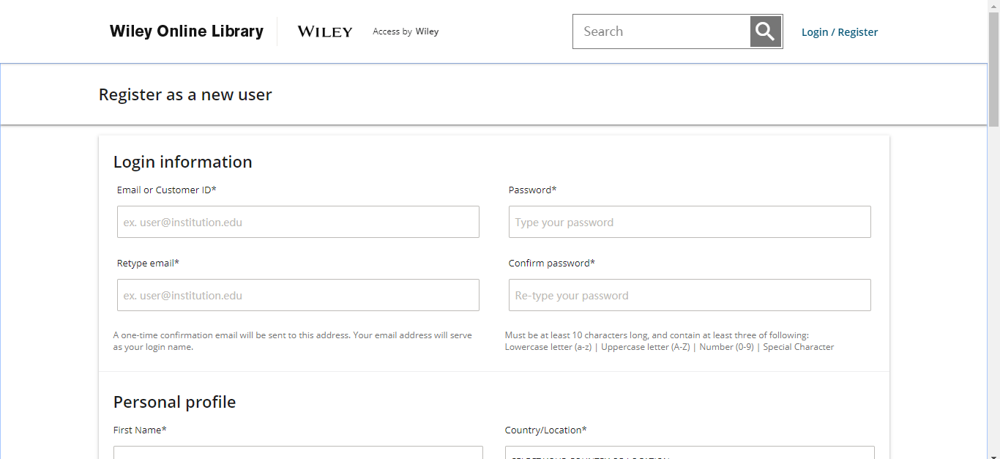 Wiley Online Library
WILEY
Access by Wiley
Search
Login / Register
Register as a new user
Login information
Email or Customer ID*
Password*
ex. user@institution.edu
Type your password
Retype email*
Confirm password*
ex. user@institution.edu
Re-type your password
A one-time confirmation email will be sent to this address. Your email address will serve
as your login name.
Must be at least 10 characters long, and contain at least three of following:
Lowercase letter (a-z) | Uppercase letter (A-Z) | Number (0-9) | Special Character
Personal profile
First Name*
Country/Location*